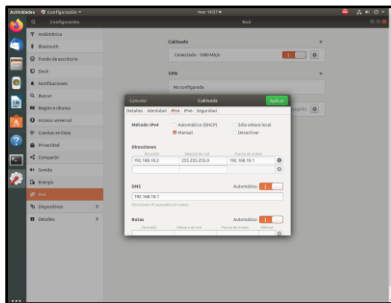 Actividades Configuración
Configuración Red
Bluetooth
Fondo de escritorio
Dock
Notificaciones
Buscar
Región e idioma
Acceso universal
Cuentas en línea
Privacidad
Compartir
Sonido
Energía
Red
Dispositivos
Detalles
Cableado
Conectado - 1000 Mb/s
VPN
No configurada
Cancelar Cableado Aplicar
Detalles Identidad IPv4 IPv6 Seguridad
Método IPv4 Automático (DHCP) Sólo enlace local
Manual Desactivar
Direcciones
Dirección Máscara de red Puerta de enlace
192.168.10.2 255.255.255.0 192.168.10.1
DNS Automático
192.168.10.1
Rutas Automático